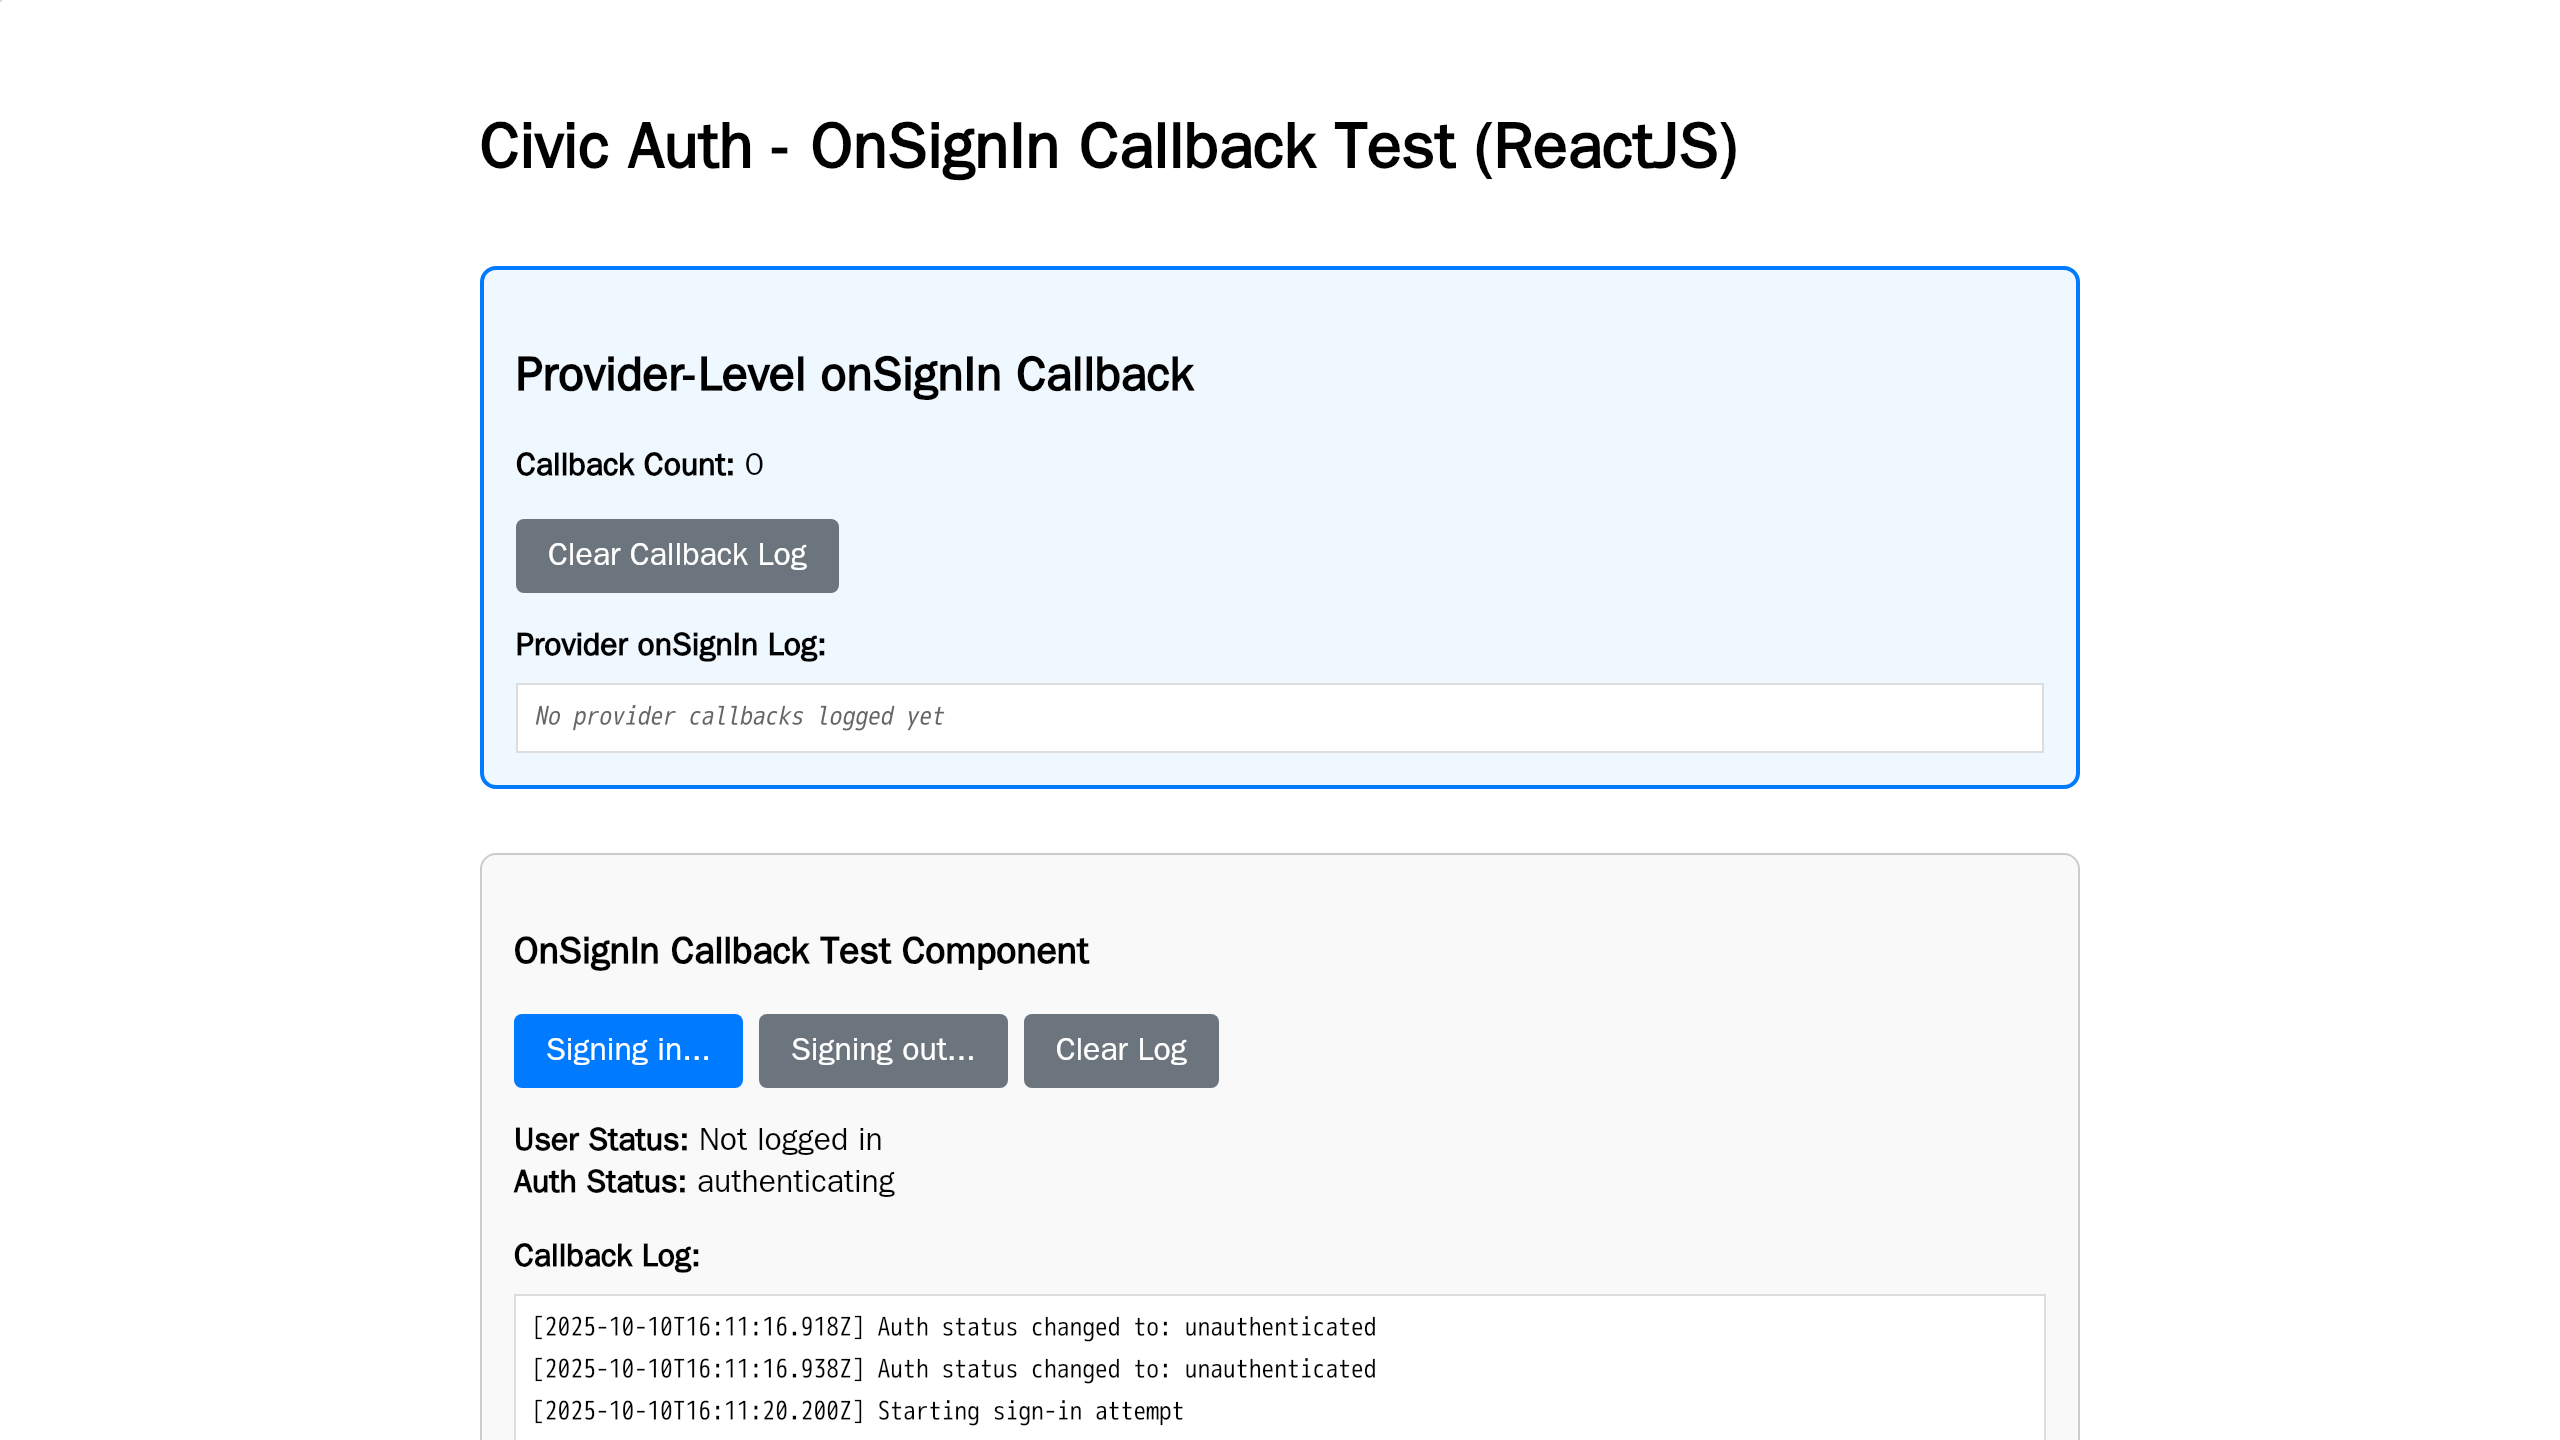 Civic Auth - OnSignIn Callback Test (ReactJS)
Provider-Level onSignIn Callback
Callback Count: 0
Clear Callback Log
Provider onSignIn Log:
No provider callbacks logged yet
OnSignIn Callback Test Component
Signing in... Signing out... Clear Log
User Status: Not logged in
Auth Status: authenticating
Callback Log:
[2025-10-10T16:11:16.918Z] Auth status changed to: unauthenticated
[2025-10-10T16:11:16.938Z] Auth status changed to: unauthenticated
[2025-10-10T16:11:20.200Z] Starting sign-in attempt